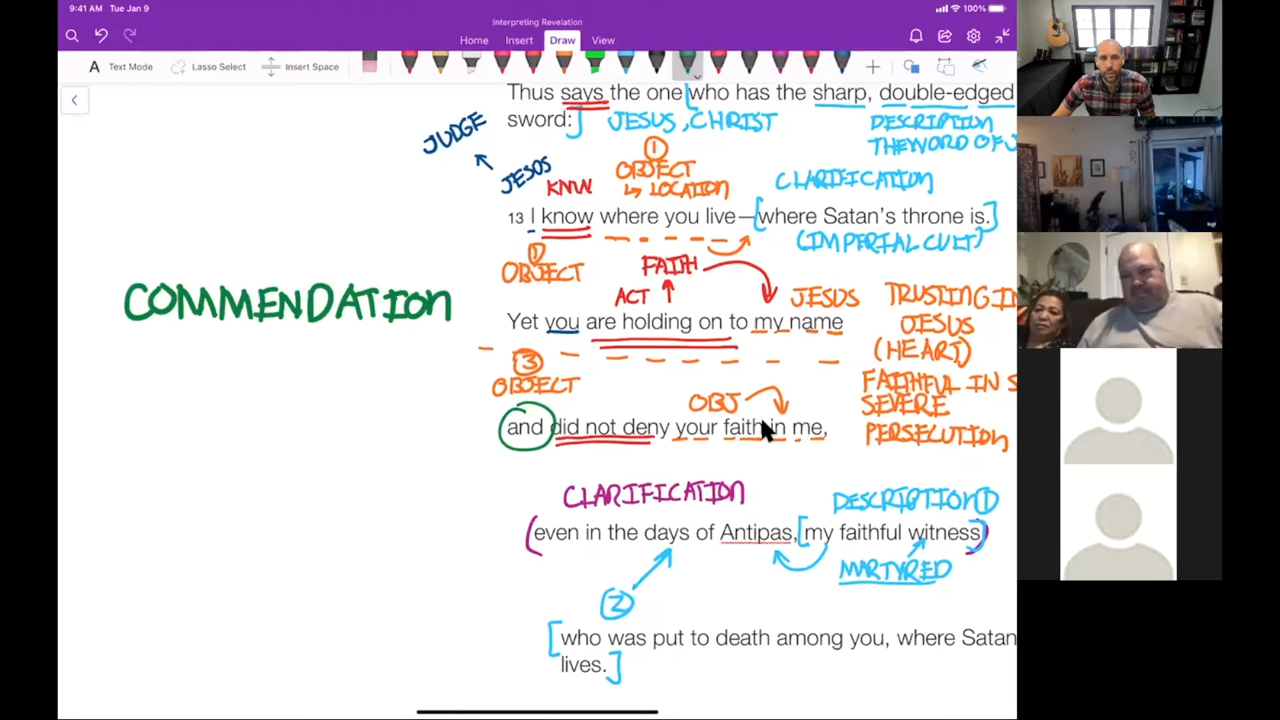 9:41 AM Tue Jan 9
100%
Interpreting Revelation
Home Insert Draw View
A Text Mode Lasso Select Insert Space
Thus says the one [who has the sharp, double-edged
sword:] JESUS, CHRIST DESCRIPTION
THE WORD OF
JUDGE
JESUS KNOW
① OBJECT
↳ LOCATION
CLARIFICATION
13 I know where you live—[where Satan's throne is.]
(IMPERIAL CULT)
① OBJECT
FAITH
ACT
JESUS
TRUSTING IN
JESUS
(HEART)
COMMENDATION
Yet you are holding on to my name
③ OBJECT
FAITHFUL IN
SEVERE
PERSECUTION
OBJ
and did not deny your faith in me,
CLARIFICATION DESCRIPTION ①
(even in the days of Antipas, [my faithful witness])
MARTYRED
②
[who was put to death among you, where Satan
lives.]